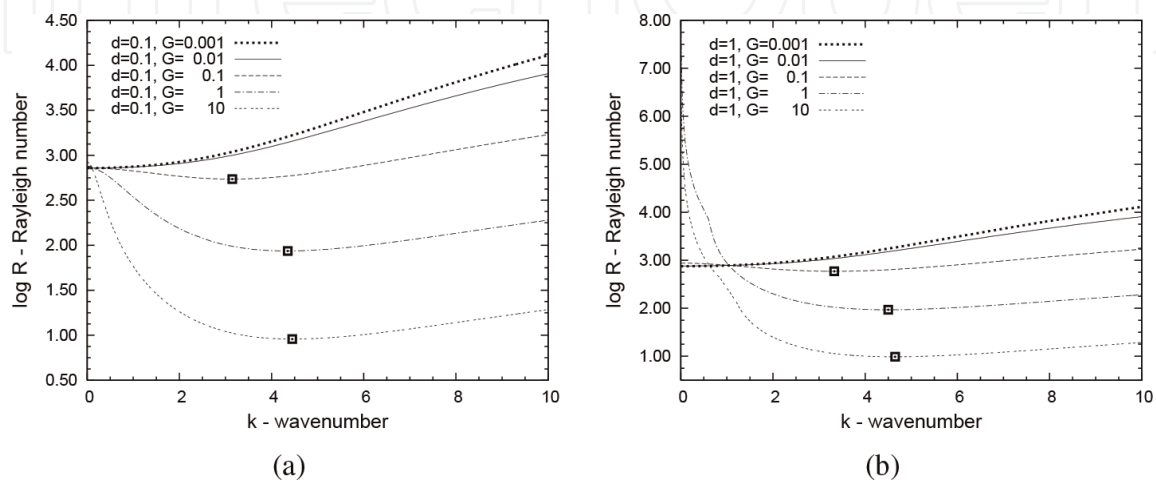 4.50
4.00
3.50
3.00
2.50
2.00
1.50
1.00
0.50
log R - Rayleigh number
d=0.1, G=0.001
d=0.1, G= 0.01
d=0.1, G= 0.1
d=0.1, G= 1
d=0.1, G= 10
0 2 4 6 8 10
k - wavenumber
(a)
8.00
7.00
6.00
5.00
4.00
3.00
2.00
1.00
log R - Rayleigh number
d=1, G=0.001
d=1, G= 0.01
d=1, G= 0.1
d=1, G= 1
d=1, G= 10
0 2 4 6 8 10
k - wavenumber
(b)